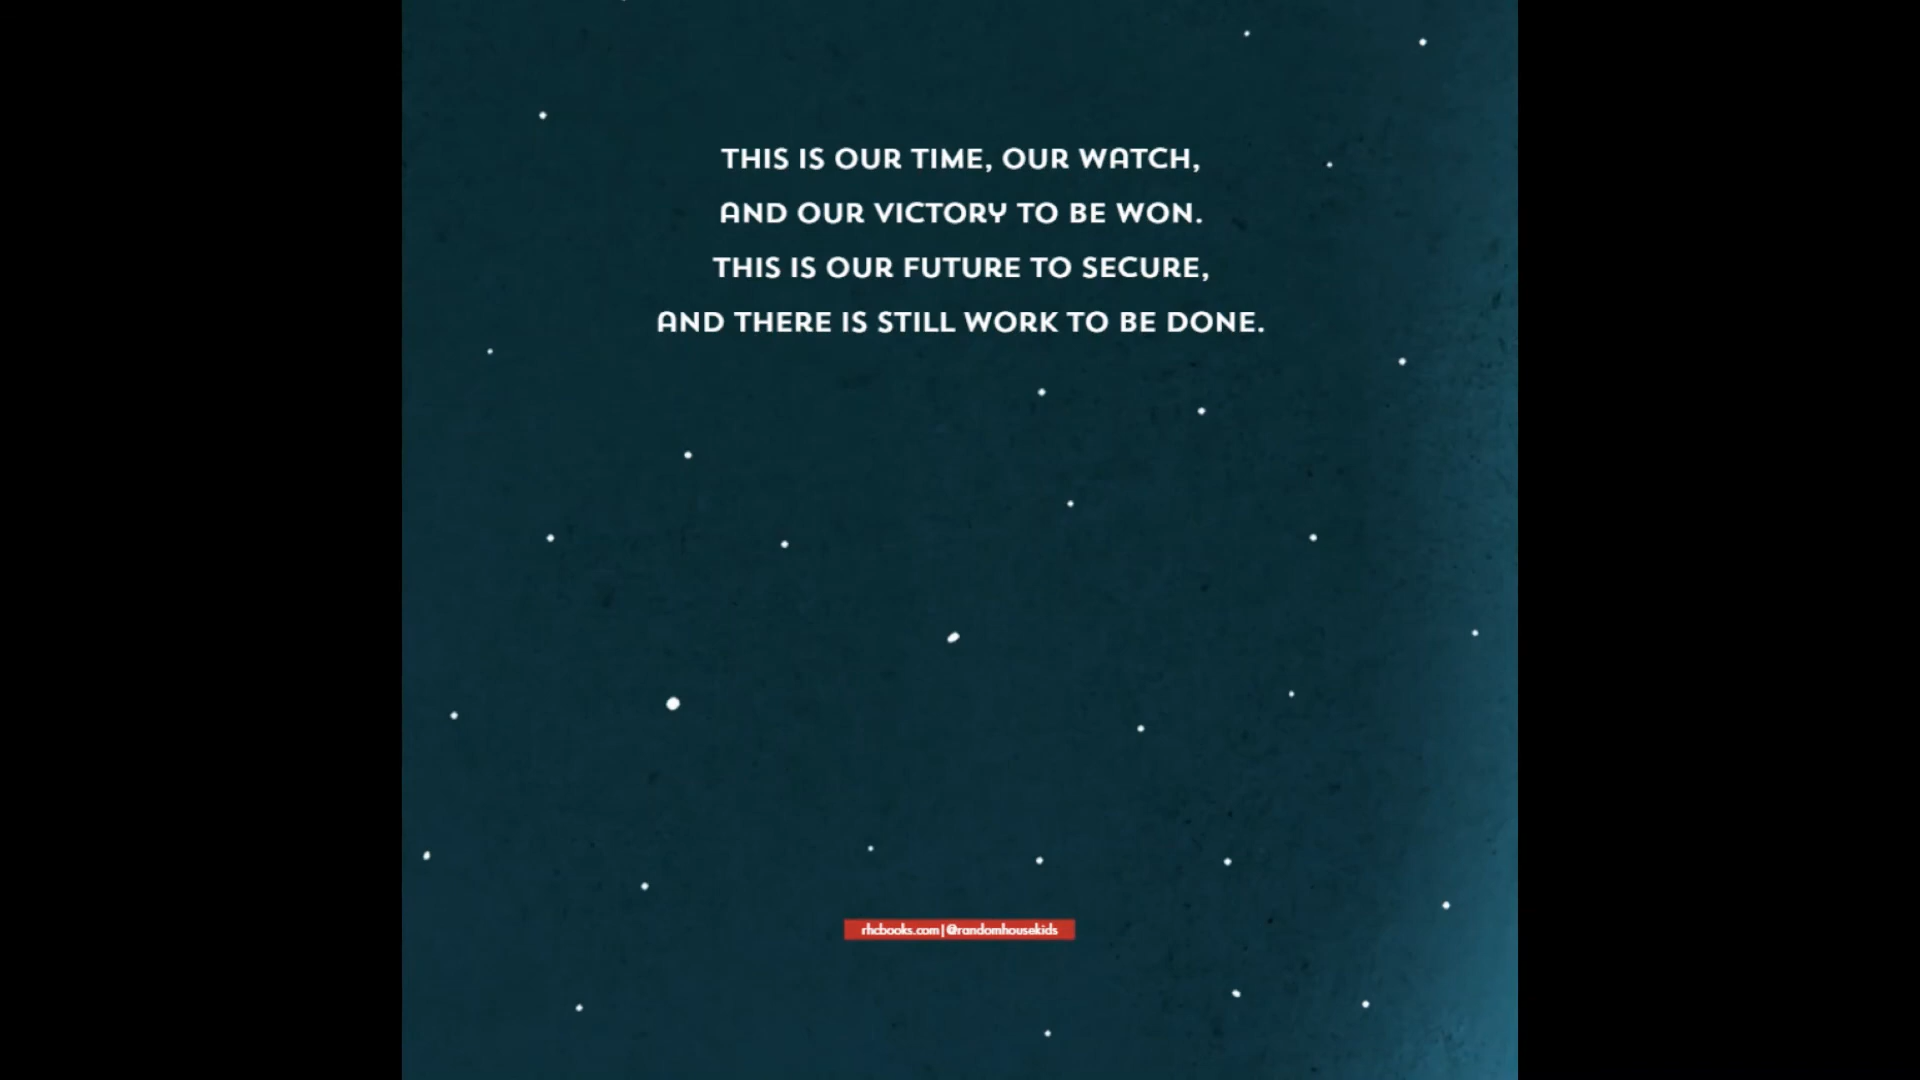 THIS IS OUR TIME, OUR WATCH,
AND OUR VICTORY TO BE WON.
THIS IS OUR FUTURE TO SECURE,
AND THERE IS STILL WORK TO BE DONE.
rhcbooks.com | @randomhousekids